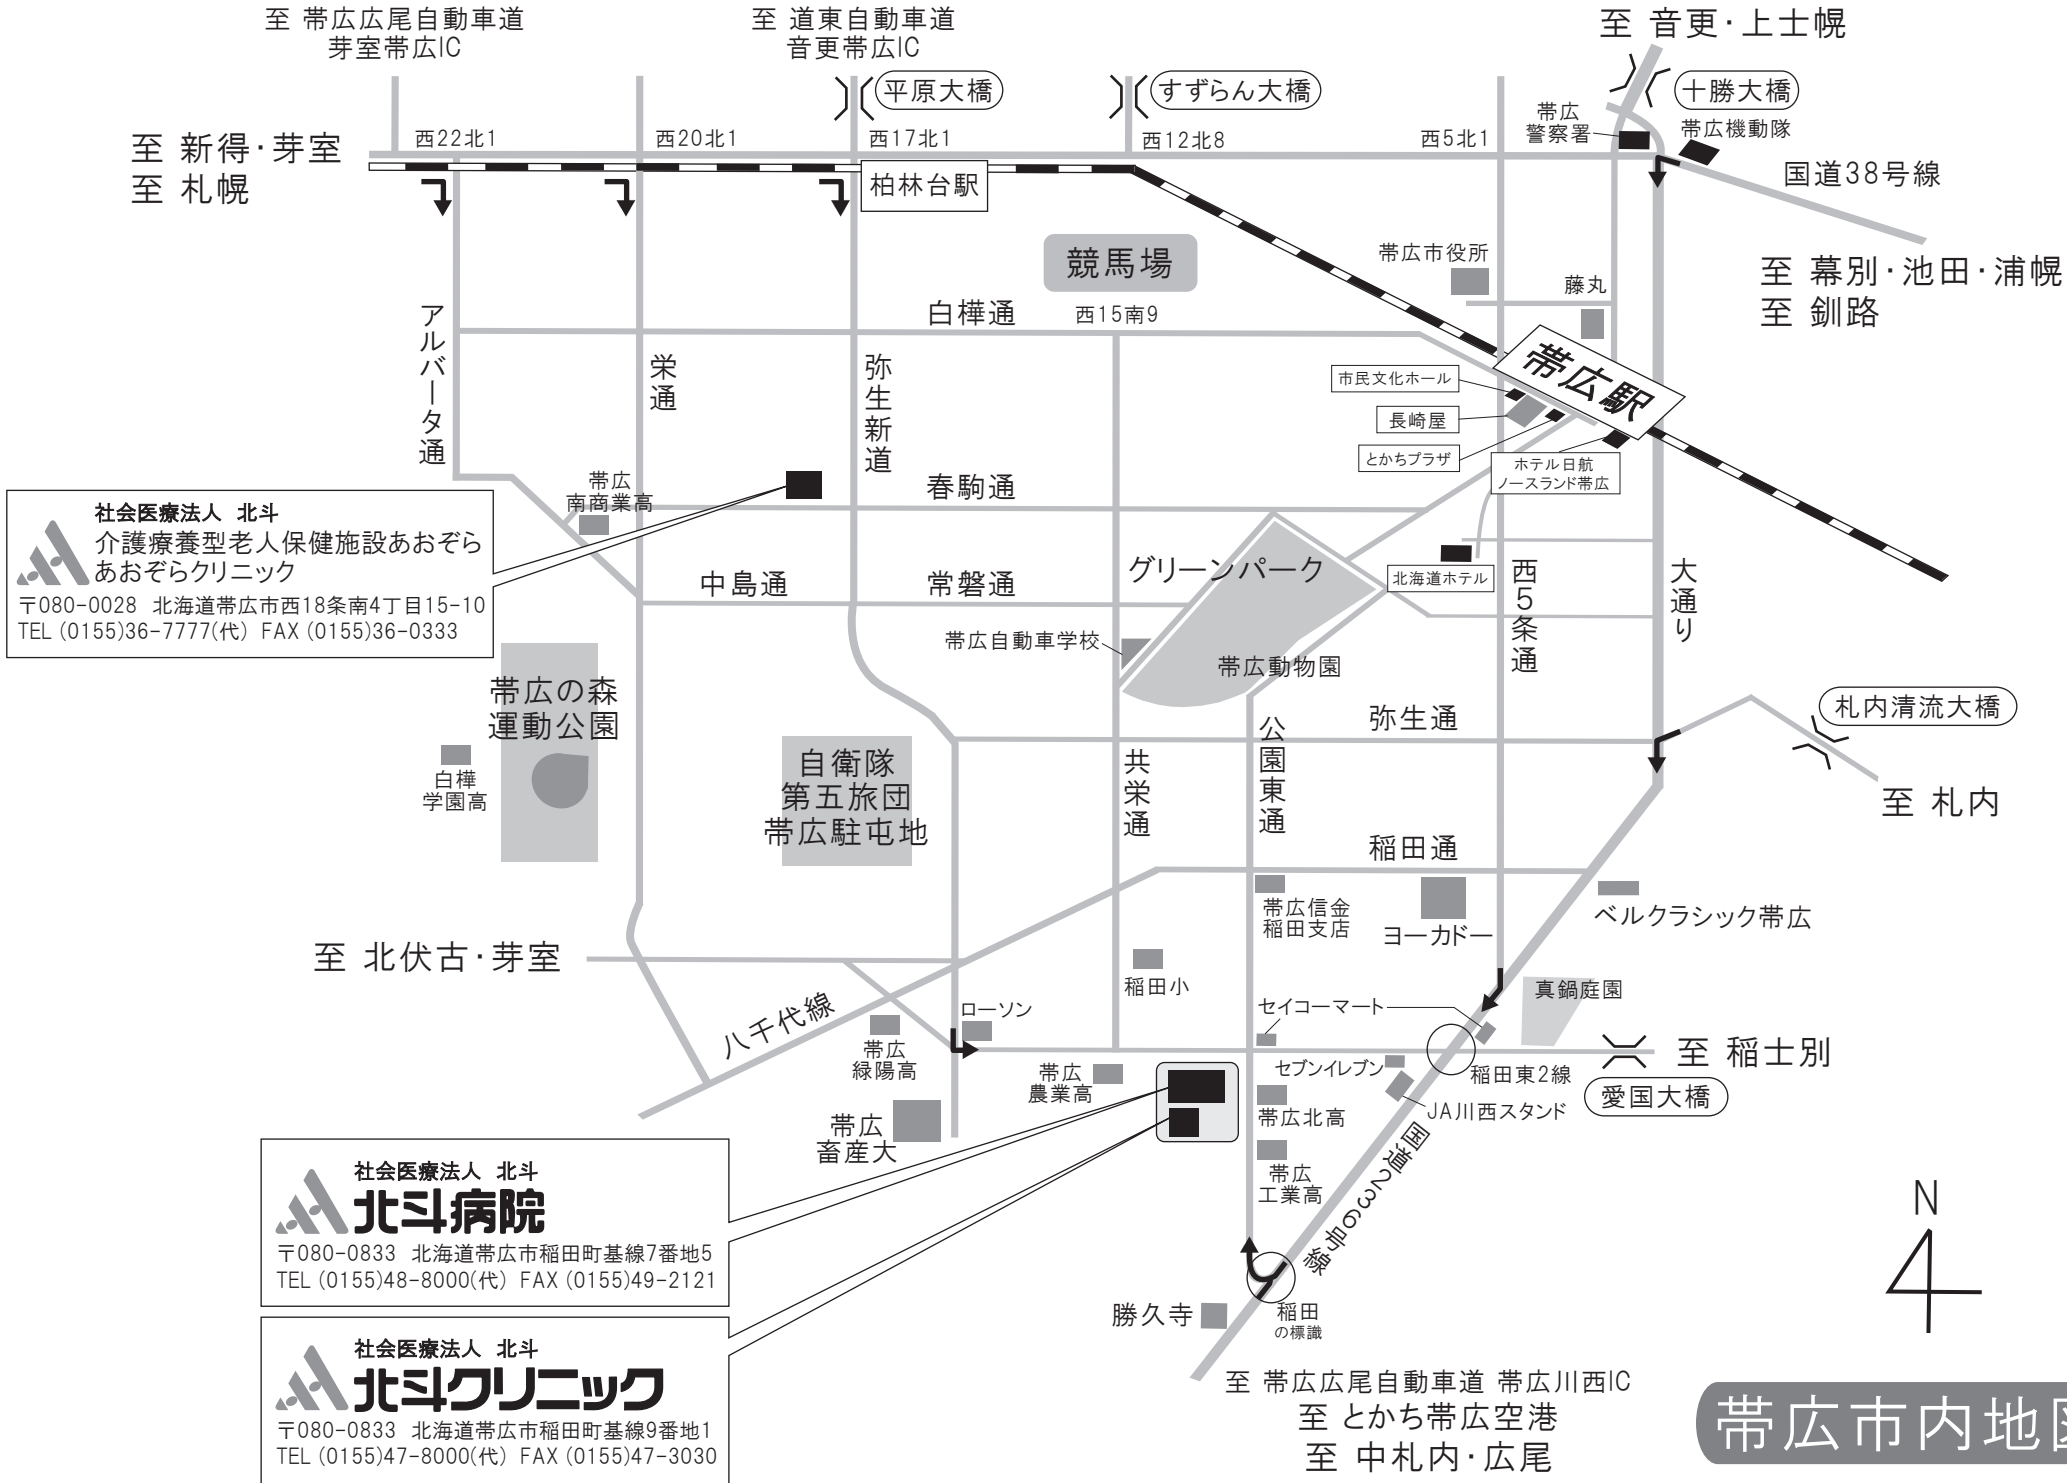 至 帯広広尾自動車道
芽室帯広IC
至 道東自動車道
音更帯広IC
至 音更・上士幌
平原大橋
すずらん大橋
十勝大橋
帯広
警察署
帯広機動隊
至 新得・芽室
至 札幌
西22北1
西20北1
西17北1
西12北8
西5北1
国道38号線
柏林台駅
競馬場
帯広市役所
藤丸
至 幕別・池田・浦幌
至 釧路
白樺通
西15南9
アルバータ通
栄通
弥生新道
帯広駅
市民文化ホール
長崎屋
とかちプラザ
ホテル日航
ノースランド帯広
帯広
南商業高
春駒通
社会医療法人 北斗
介護療養型老人保健施設あおぞら
あおぞらクリニック
〒080-0028 北海道帯広市西18条南4丁目15-10
TEL (0155)36-7777(代) FAX (0155)36-0333
中島通
常磐通
グリーンパーク
北海道ホテル
西5条通
大通り
帯広自動車学校
帯広動物園
帯広の森
運動公園
白樺
学園高
自衛隊
第五旅団
帯広駐屯地
共栄通
公園東通
弥生通
札内清流大橋
至 札内
稲田通
帯広信金
稲田支店
ヨーカドー
ベルクラシック帯広
至 北伏古・芽室
八千代線
稲田小
ローソン
帯広
緑陽高
セイコーマート
真鍋庭園
至 稲士別
愛国大橋
セブンイレブン
稲田東2線
JA川西スタンド
帯広
農業高
帯広北高
帯広
畜産大
帯広
工業高
国道236号線
社会医療法人 北斗
北斗病院
〒080-0833 北海道帯広市稲田町基線7番地5
TEL (0155)48-8000(代) FAX (0155)49-2121
N
勝久寺
稲田
の標識
社会医療法人 北斗
北斗クリニック
〒080-0833 北海道帯広市稲田町基線9番地1
TEL (0155)47-8000(代) FAX (0155)47-3030
至 帯広広尾自動車道 帯広川西IC
至 とかち帯広空港
至 中札内・広尾
帯広市内地図